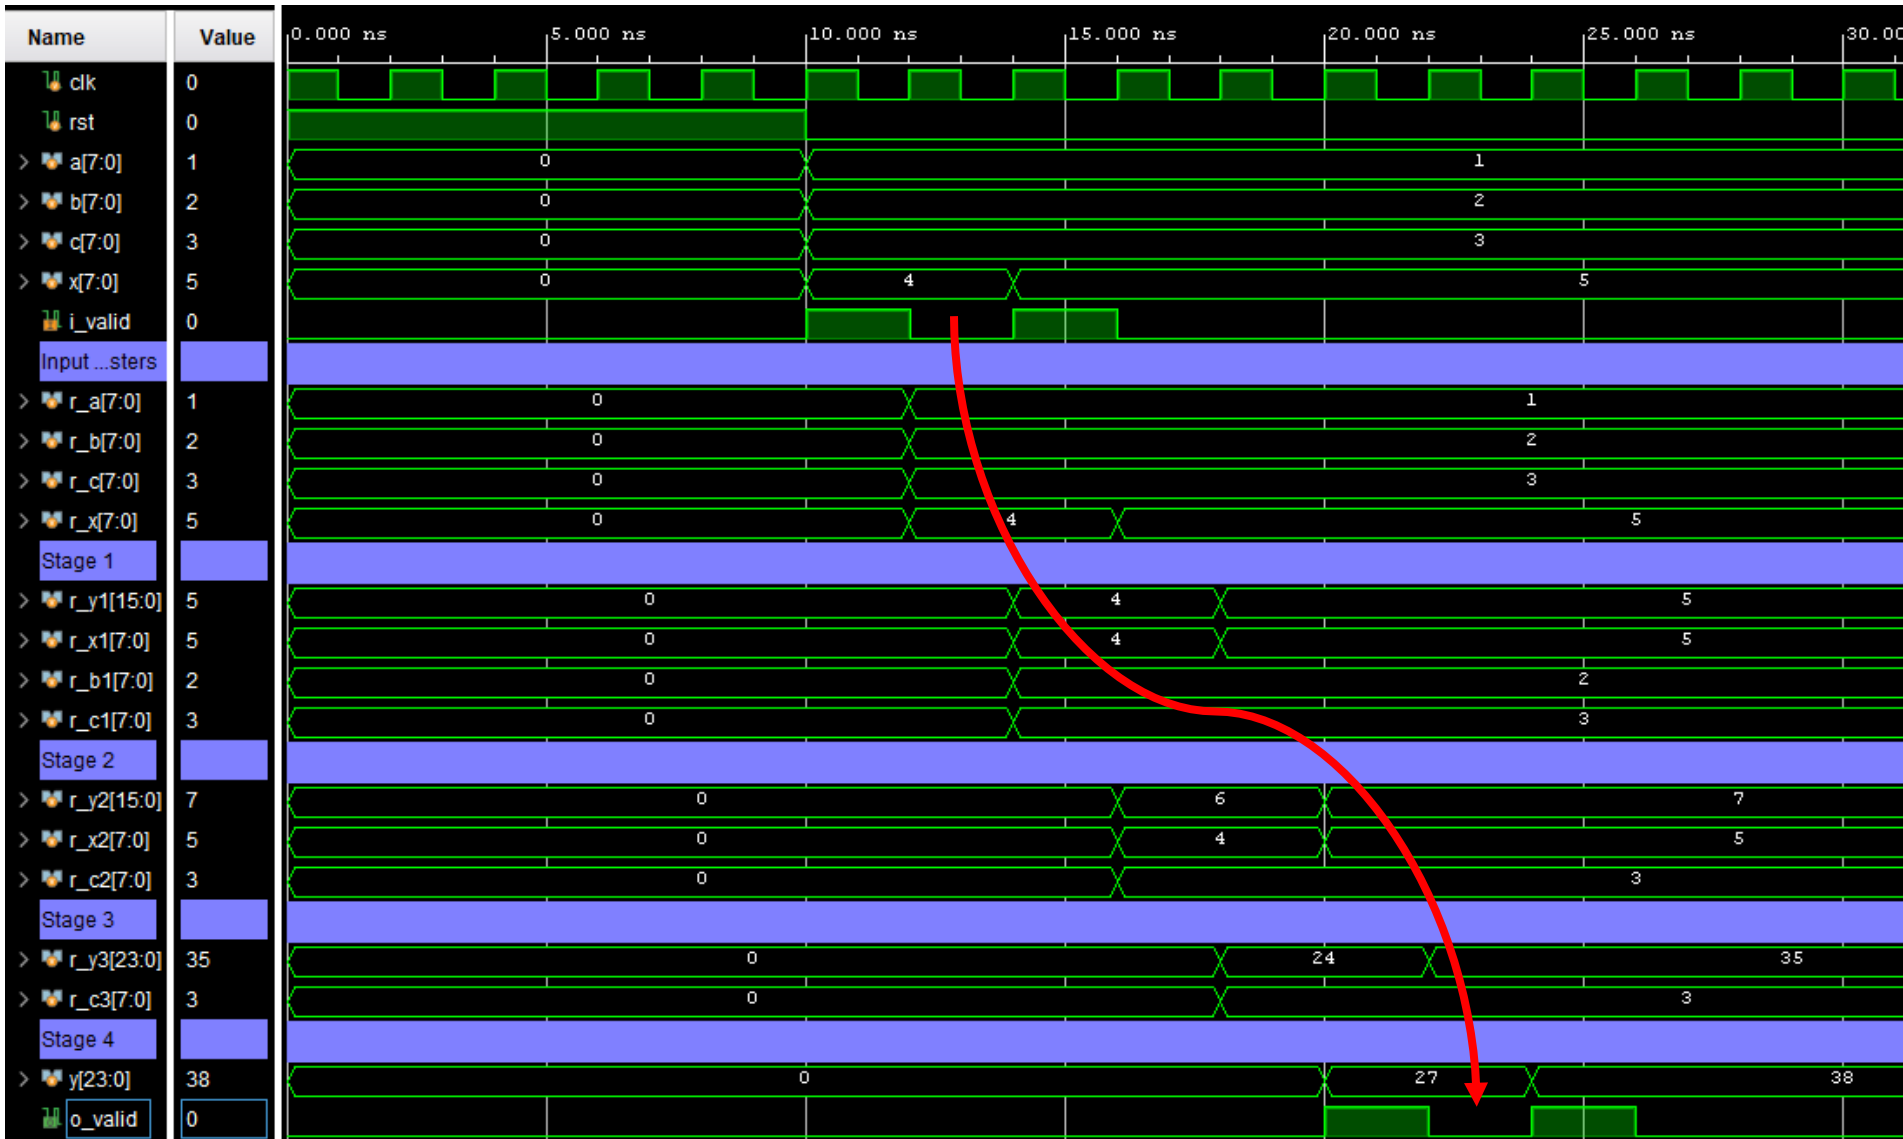 Name Value 0.000 ns 5.000 ns 10.000 ns 15.000 ns 20.000 ns 25.000 ns 30.00
clk 0
rst 0
a[7:0] 1 0 1
b[7:0] 2 0 2
c[7:0] 3 0 3
x[7:0] 5 0 4 5
i_valid 0
Input ...sters
r_a[7:0] 1 0 1
r_b[7:0] 2 0 2
r_c[7:0] 3 0 3
r_x[7:0] 5 0 4 5
Stage 1
r_y1[15:0] 5 0 4 5
r_x1[7:0] 5 0 4 5
r_b1[7:0] 2 0 2
r_c1[7:0] 3 0 3
Stage 2
r_y2[15:0] 7 0 6 7
r_x2[7:0] 5 0 4 5
r_c2[7:0] 3 0 3
Stage 3
r_y3[23:0] 35 0 24 35
r_c3[7:0] 3 0 3
Stage 4
y[23:0] 38 0 27 38
o_valid 0